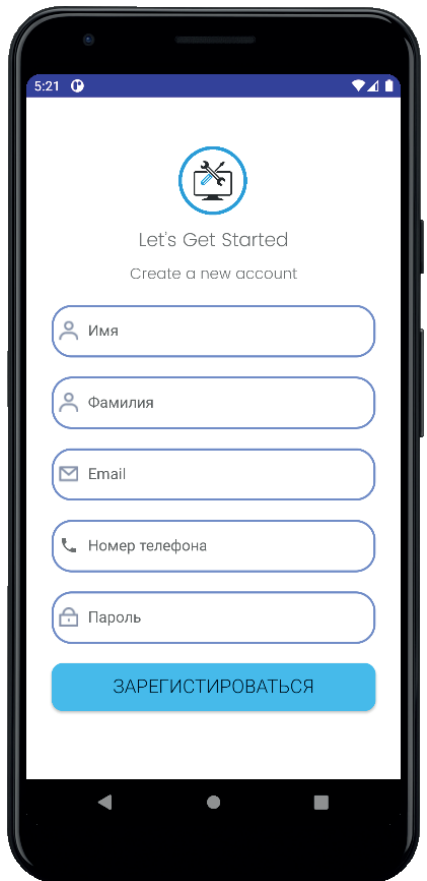 5:21
Let's Get Started
Create a new account
Имя
Фамилия
Email
Номер телефона
Пароль
ЗАРЕГИСТИРОВАТЬСЯ